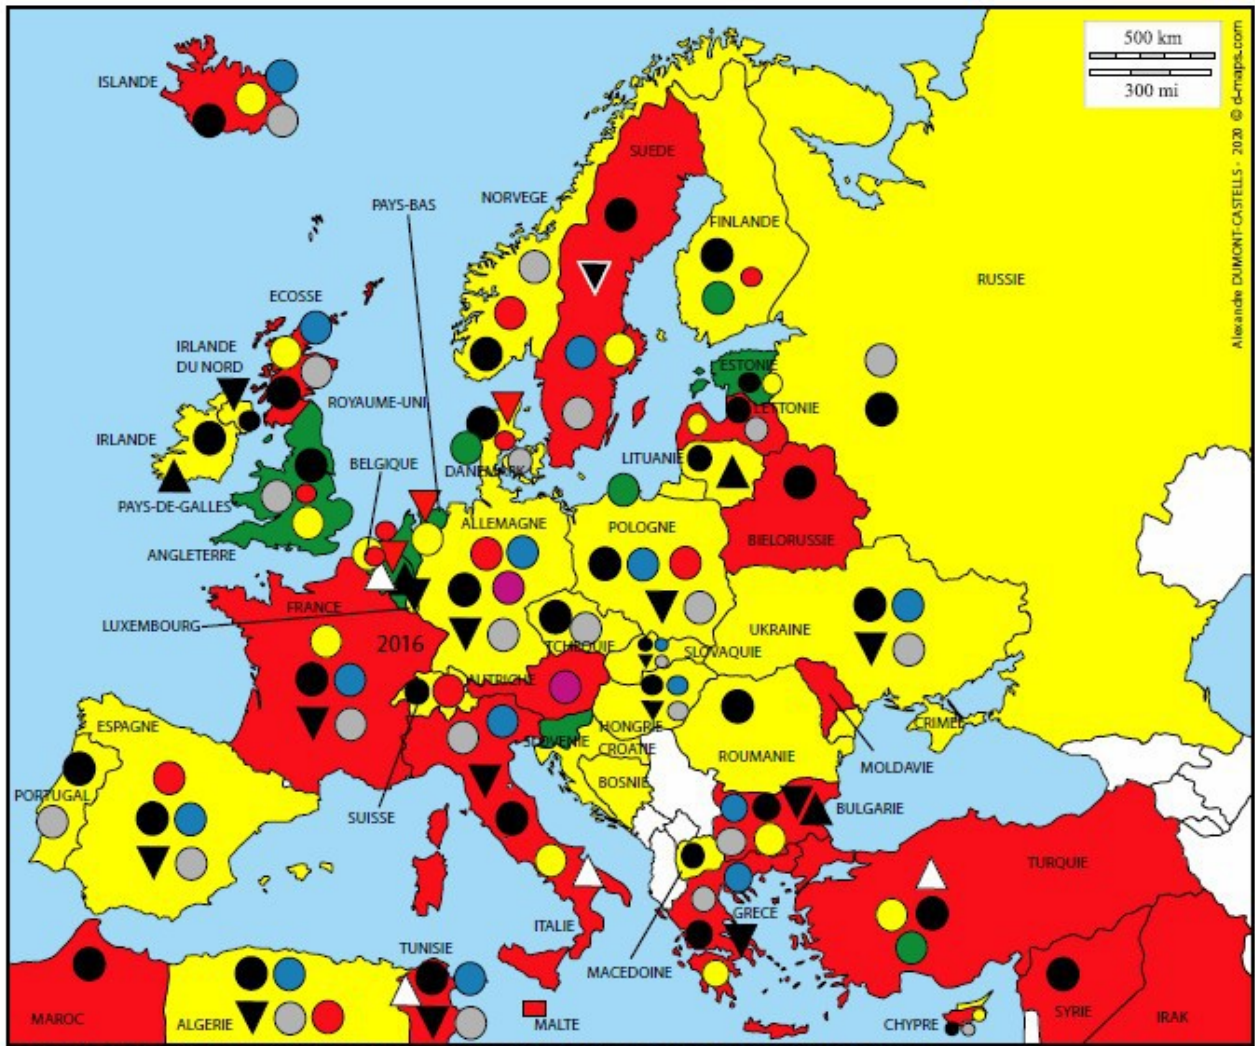 500 km
300 mi
Alexandre DUMONT-CASTELLS - 2020 © d-maps.com
ISLANDE
SUEDE
NORVEGE
PAYS-BAS
FINLANDE
RUSSIE
ECOSSE
IRLANDE
DU NORD
ESTONIE
ROYAUME-UNI
LETTONIE
IRLANDE
BELGIQUE
LITUANIE
DANEMARK
PAYS-DE-GALLES
ALLEMAGNE
POLOGNE
BIELORUSSIE
ANGLETERRE
FRANCE
LUXEMBOURG
UKRAINE
2016
TCHEQUIE
SLOVAQUIE
AUTRICHE
ESPAGNE
HONGRIE
CRIMEE
SLOVENIE
CROATIE
ROUMANIE
MOLDAVIE
BOSNIE
PORTUGAL
SUISSE
BULGARIE
TURQUIE
GRECE
ITALIE
TUNISIE
MACEDOINE
MAROC
ALGERIE
MALTE
CHYPRE
SYRIE
IRAK